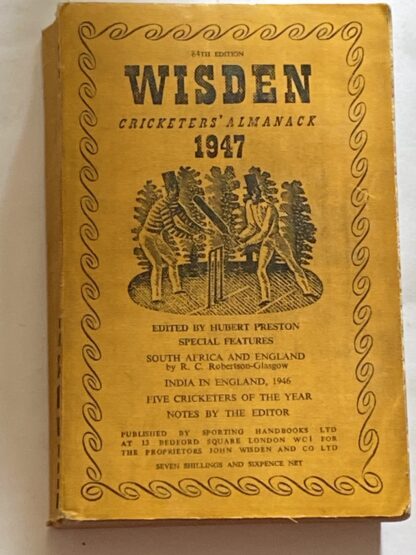 84TH EDITION
WISDEN
CRICKETERS' ALMANACK
1947
EDITED BY HUBERT PRESTON
SPECIAL FEATURES
SOUTH AFRICA AND ENGLAND
by R. C. Robertson-Glasgow
INDIA IN ENGLAND, 1946
FIVE CRICKETERS OF THE YEAR
NOTES BY THE EDITOR
PUBLISHED BY SPORTING HANDBOOKS LTD
AT 13 BEDFORD SQUARE LONDON WC1 FOR
THE PROPRIETORS JOHN WISDEN AND CO LTD
SEVEN SHILLINGS AND SIXPENCE NET